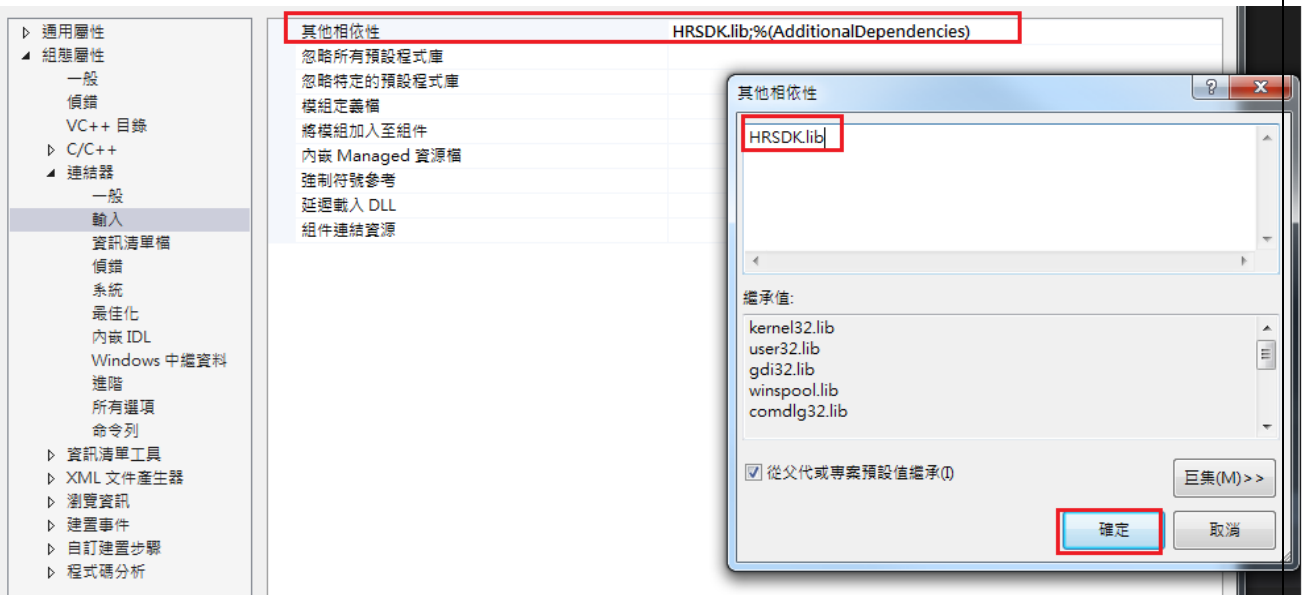 通用屬性
組態屬性
一般
偵錯
VC++ 目錄
C/C++
連結器
一般
輸入
資訊清單檔
偵錯
系統
最佳化
內嵌 IDL
Windows 中繼資料
進階
所有選項
命令列
資訊清單工具
XML 文件產生器
瀏覽資訊
建置事件
自訂建置步驟
程式碼分析
其他相依性 HRSDK.lib;%(AdditionalDependencies)
忽略所有預設程式庫
忽略特定的預設程式庫
模組定義檔
將模組加入至組件
內嵌 Managed 資源檔
強制符號參考
延遲載入 DLL
組件連結資源
其他相依性
HRSDK.lib
繼承值:
kernel32.lib
user32.lib
gdi32.lib
winspool.lib
comdlg32.lib
從父代或專案預設值繼承(I)
巨集(M)>>
確定 取消